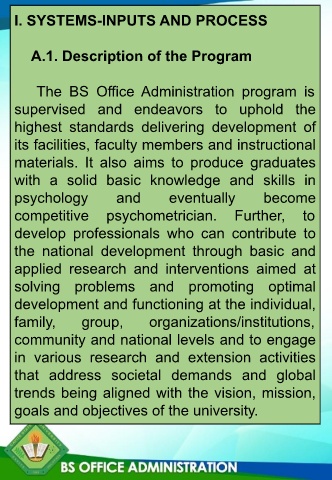 I. SYSTEMS-INPUTS AND PROCESS
A.1. Description of the Program
The BS Office Administration program is
supervised and endeavors to uphold the
highest standards delivering development of
its facilities, faculty members and instructional
materials. It also aims to produce graduates
with a solid basic knowledge and skills in
psychology and eventually become
competitive psychometrician. Further, to
develop professionals who can contribute to
the national development through basic and
applied research and interventions aimed at
solving problems and promoting optimal
development and functioning at the individual,
family, group, organizations/institutions,
community and national levels and to engage
in various research and extension activities
that address societal demands and global
trends being aligned with the vision, mission,
goals and objectives of the university.
BS OFFICE ADMINISTRATION